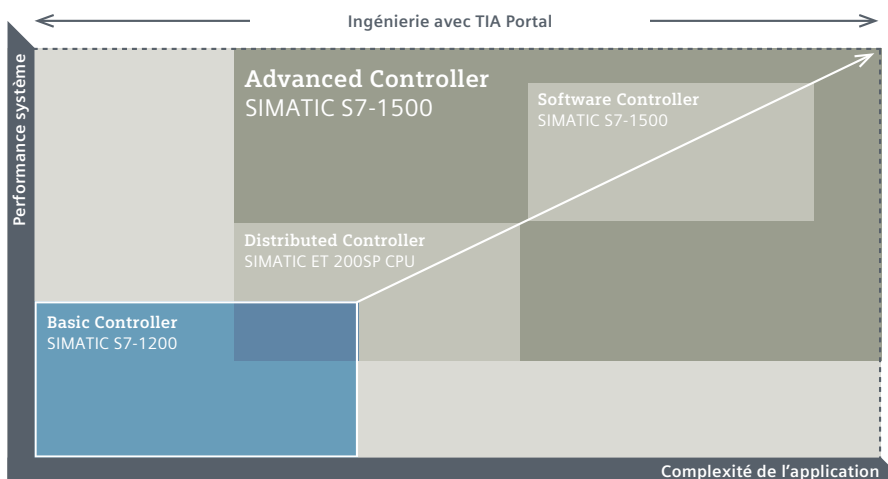 Ingénierie avec TIA Portal
Performance système
Advanced Controller
SIMATIC S7-1500
Software Controller
SIMATIC S7-1500
Distributed Controller
SIMATIC ET 200SP CPU
Basic Controller
SIMATIC S7-1200
Complexité de l’application